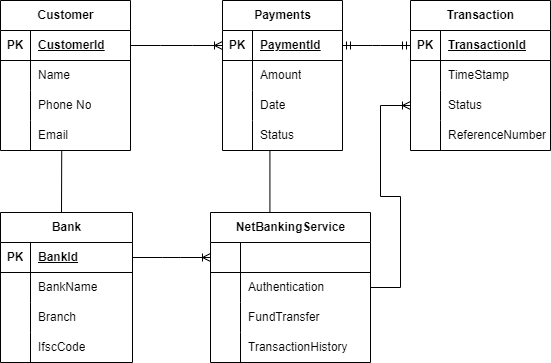 Customer
PK CustomerId
Name
Phone No
Email
Payments
PK PaymentId
Amount
Date
Status
Transaction
PK TransactionId
TimeStamp
Status
ReferenceNumber
Bank
PK BankId
BankName
Branch
IfscCode
NetBankingService
Authentication
FundTransfer
TransactionHistory